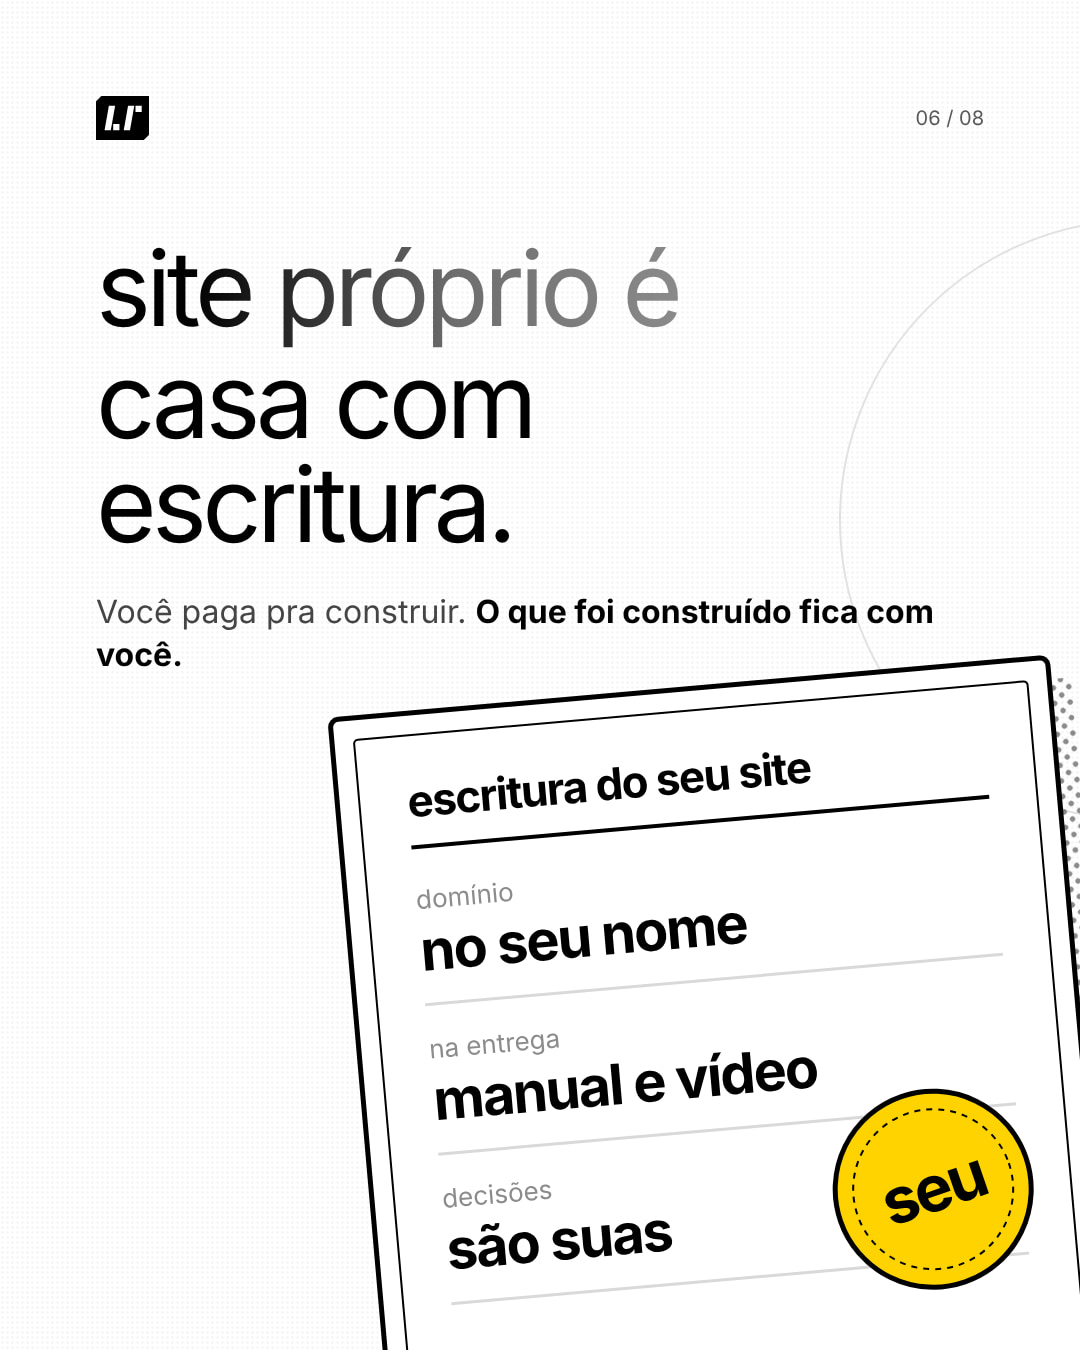 06 / 08
site próprio é
casa com
escritura.
Você paga pra construir. O que foi construído fica com
você.
escritura do seu site
domínio
no seu nome
na entrega
manual e vídeo
decisões
são suas
seu